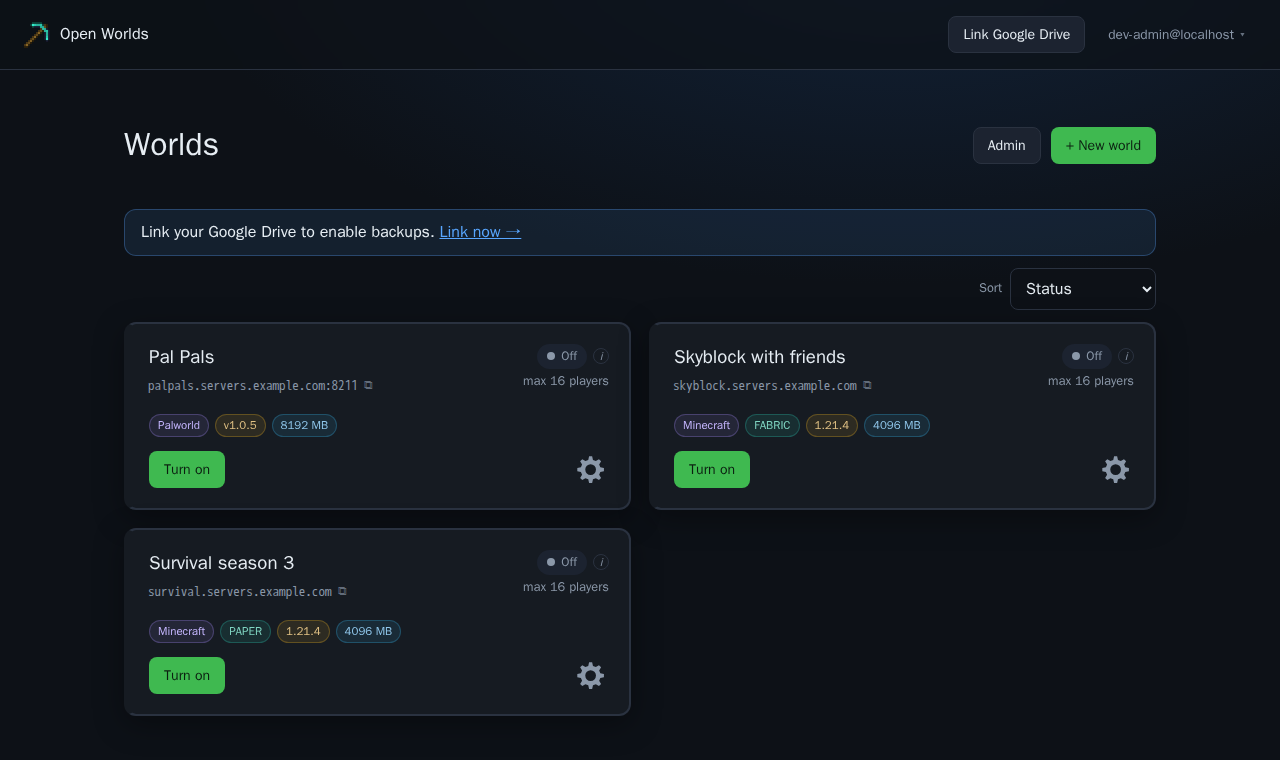 Open Worlds
Link Google Drive
dev-admin@localhost ▾
Worlds
Admin
+ New world
Link your Google Drive to enable backups. Link now →
Sort
Status
Pal Pals
Off
i
palpals.servers.example.com:8211
max 16 players
Palworld
v1.0.5
8192 MB
Turn on
Skyblock with friends
Off
i
skyblock.servers.example.com
max 16 players
Minecraft
FABRIC
1.21.4
4096 MB
Turn on
Survival season 3
Off
i
survival.servers.example.com
max 16 players
Minecraft
PAPER
1.21.4
4096 MB
Turn on